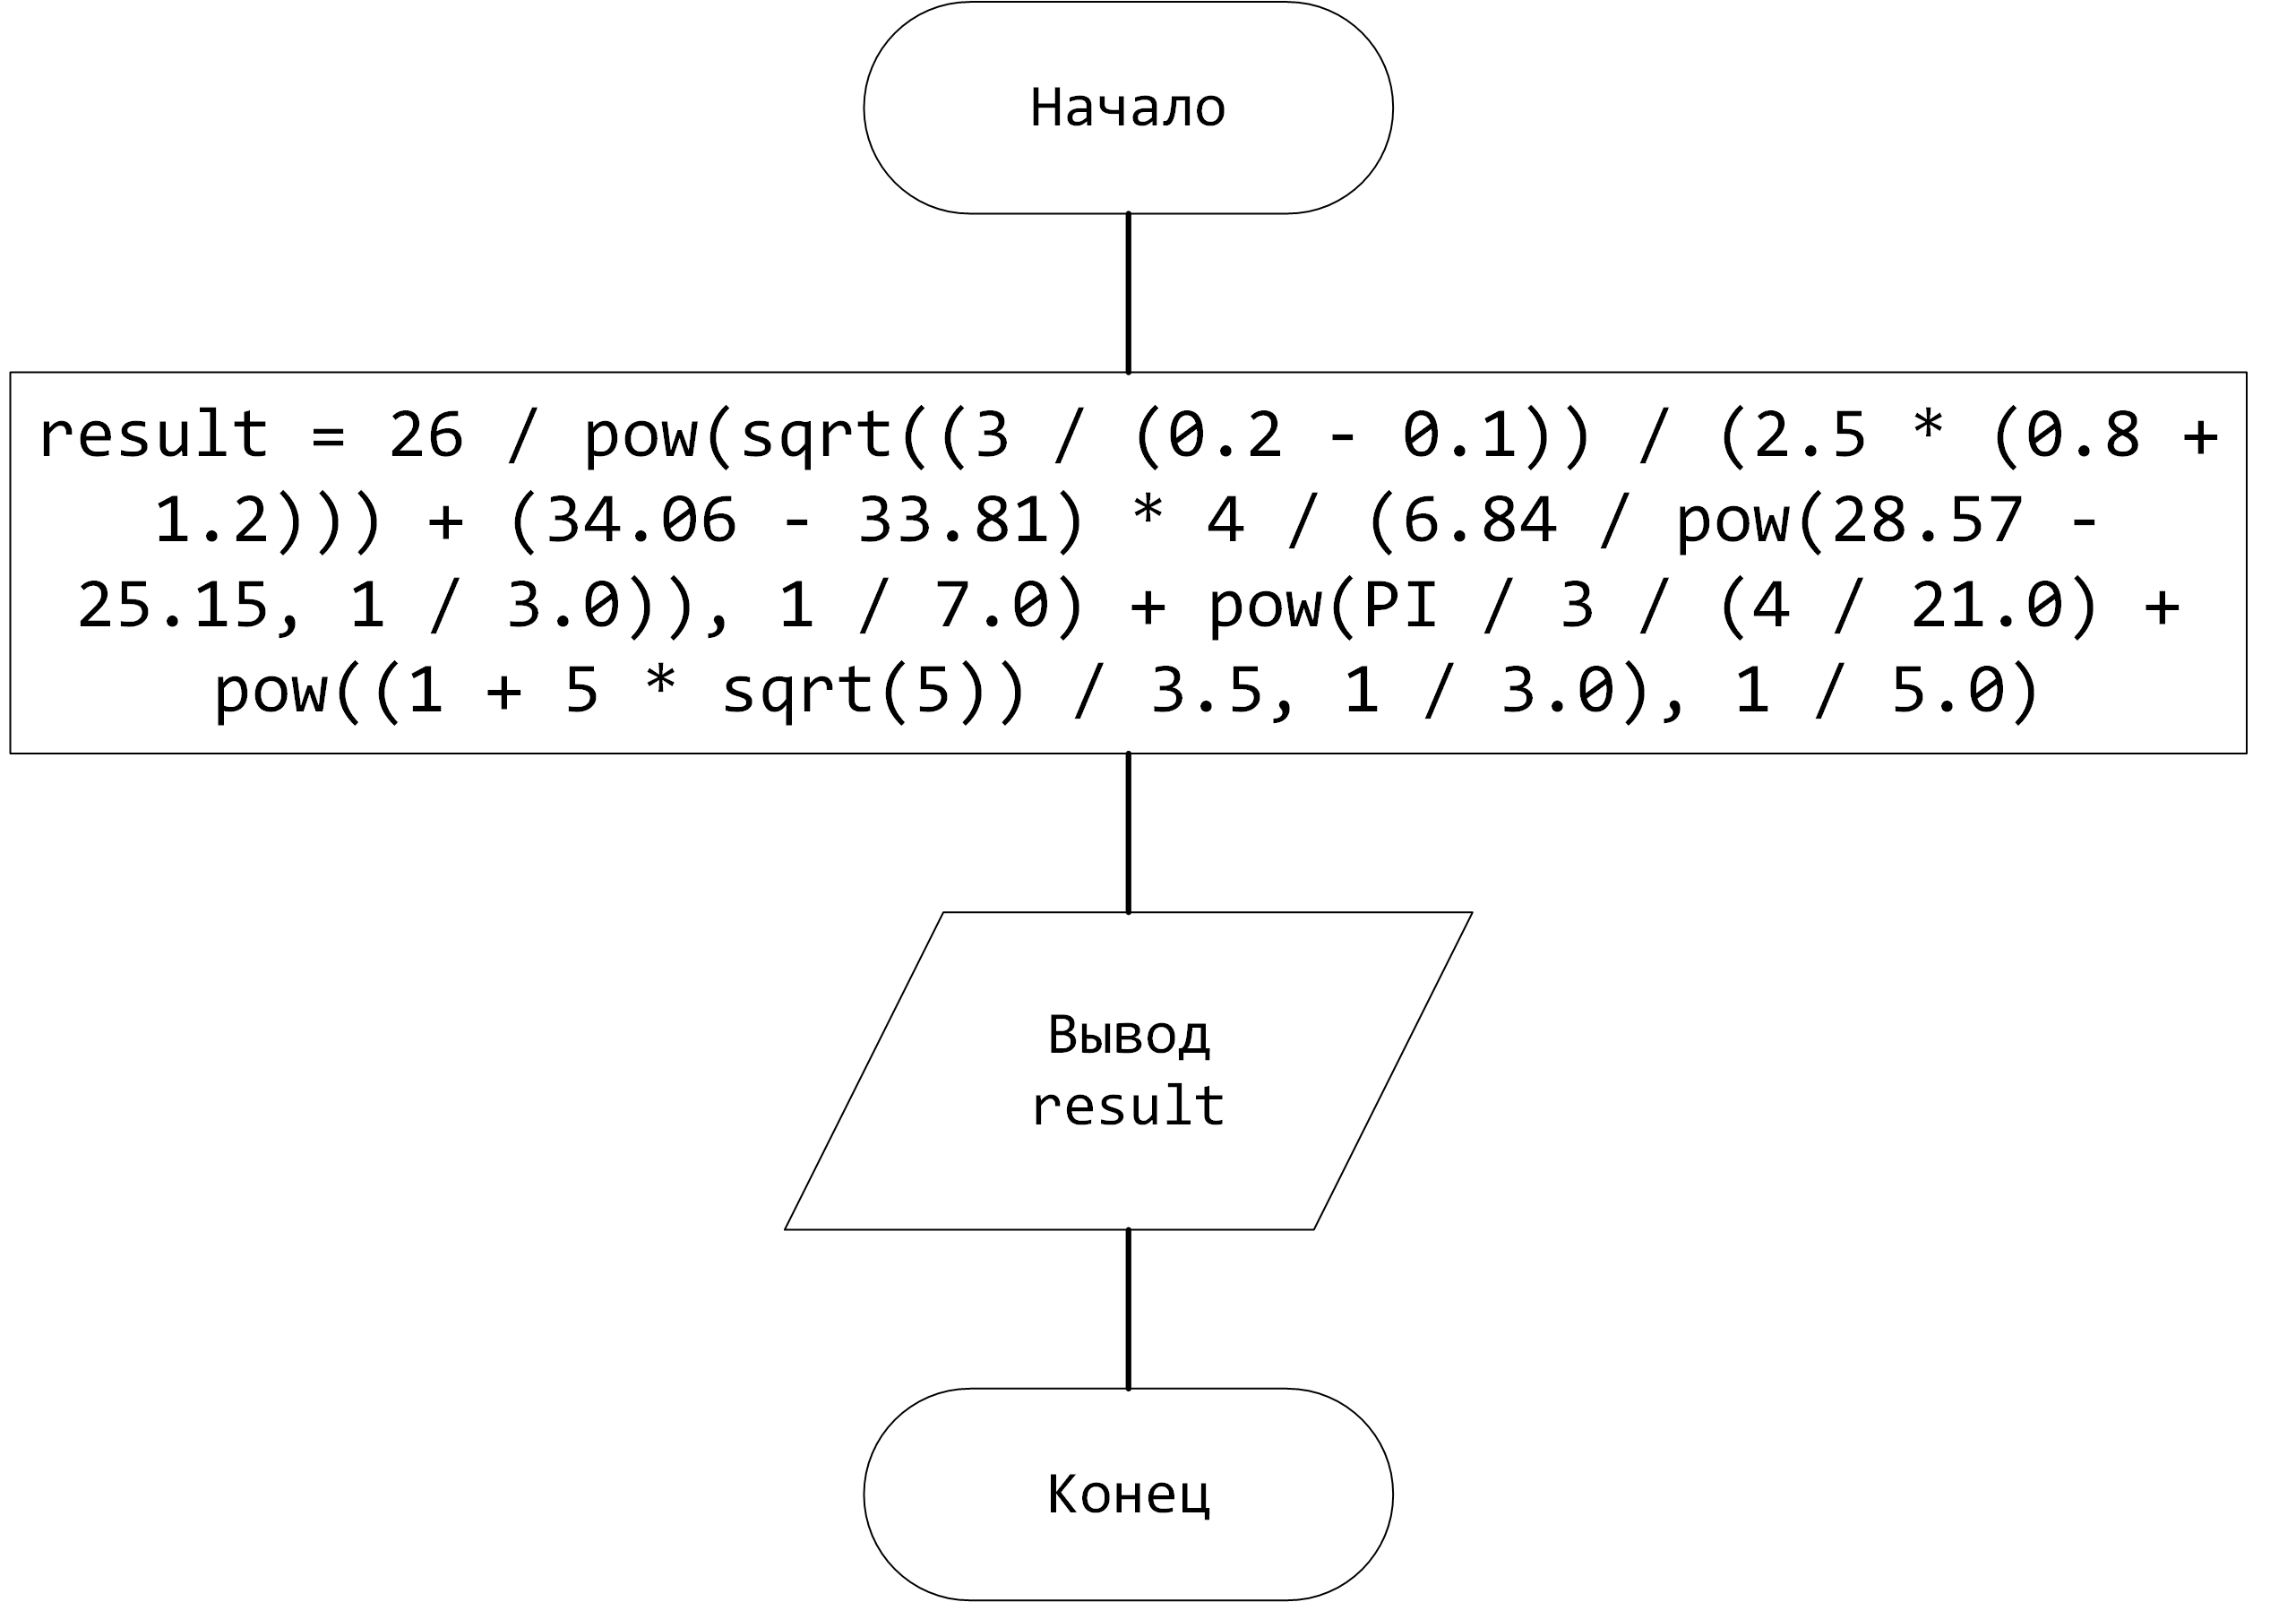 Начало
result = 26 / pow(sqrt((3 / (0.2 - 0.1)) / (2.5 * (0.8 +
1.2))) + (34.06 - 33.81) * 4 / (6.84 / pow(28.57 -
25.15, 1 / 3.0)), 1 / 7.0) + pow(PI / 3 / (4 / 21.0) +
pow((1 + 5 * sqrt(5)) / 3.5, 1 / 3.0), 1 / 5.0)
Вывод
result
Конец